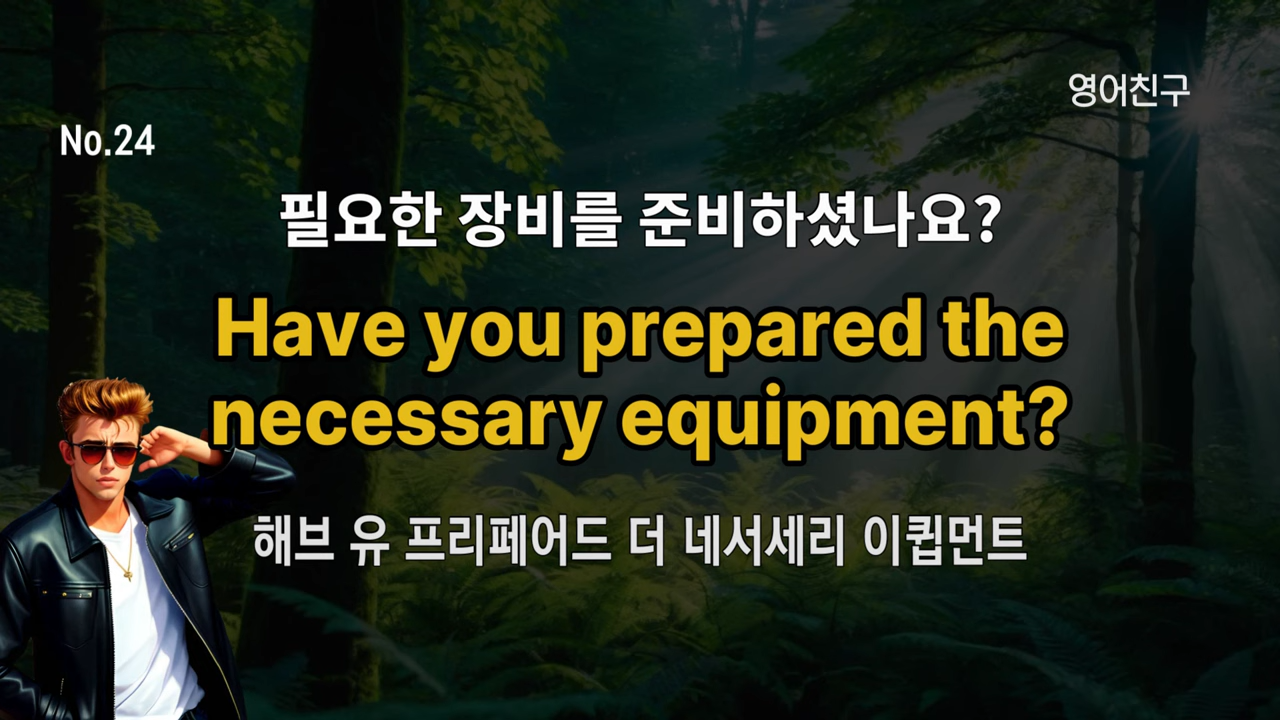 영어친구
No.24
필요한 장비를 준비하셨나요?
Have you prepared the
necessary equipment?
해브 유 프리페어드 더 네서세리 이큅먼트